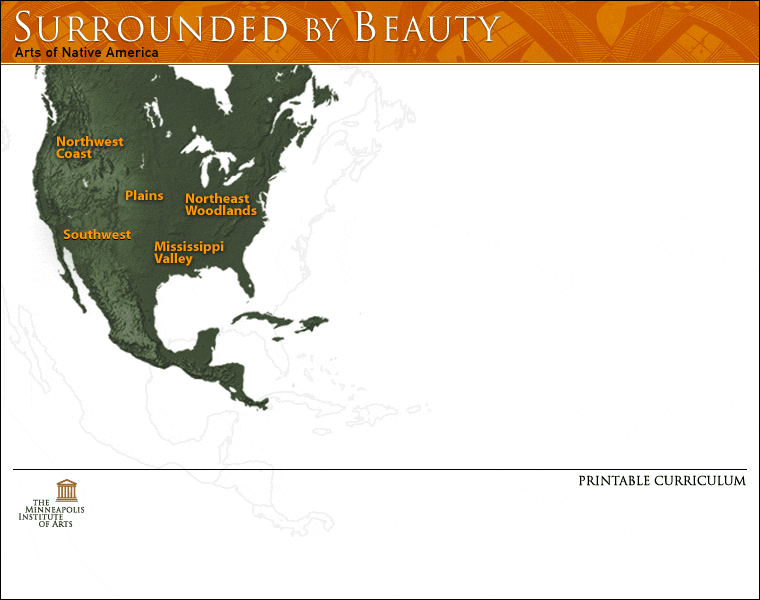 SURROUNDED BY BEAUTY
Arts of Native America
Northwest
Coast
Plains
Northeast
Woodlands
Southwest
Mississippi
Valley
PRINTABLE CURRICULUM
THE
MINNEAPOLIS
INSTITUTE
OF ARTS